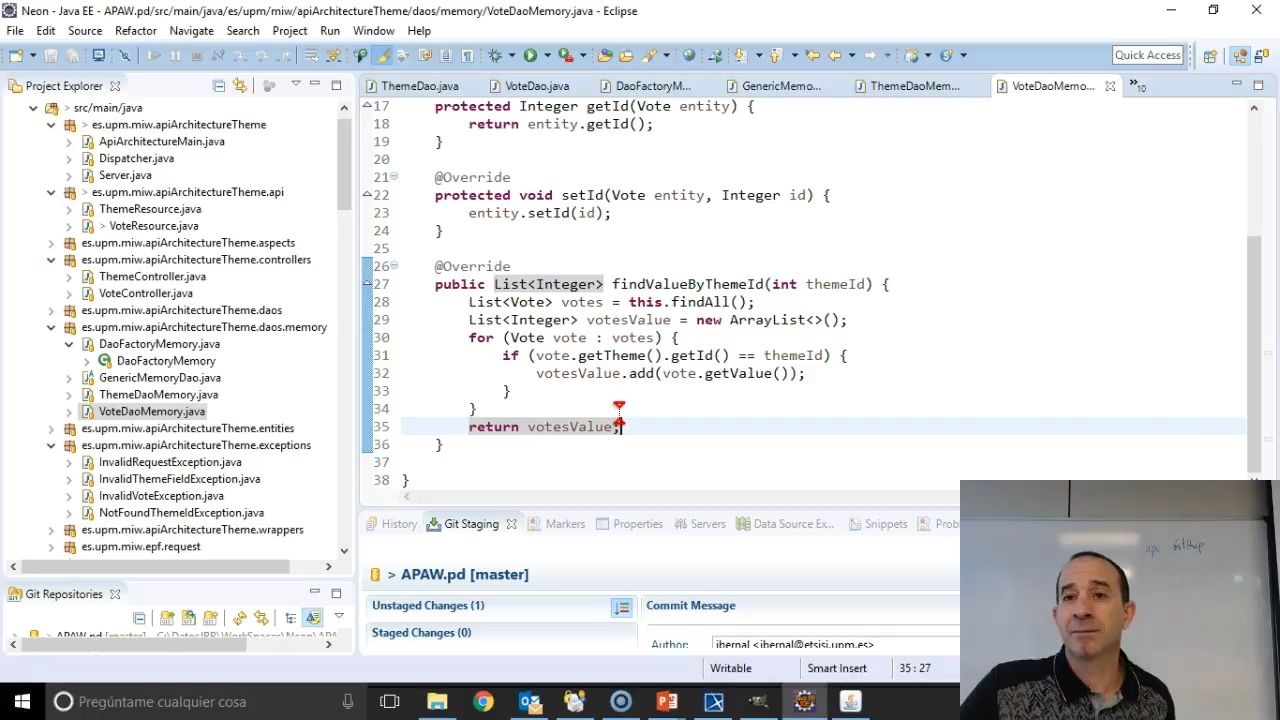 Neon - Java EE - APAW.pd/src/main/java/es/upm/miw/apiArchitectureTheme/daos/memory/VoteDaoMemory.java - Eclipse
File Edit Source Refactor Navigate Search Project Run Window Help
Quick Access
Project Explorer
ThemeDao.java VoteDao.java DaoFactoryM... GenericMemo... ThemeDaoMem... VoteDaoMemo... »10
> src/main/java
> es.upm.miw.apiArchitectureTheme
ApiArchitectureMain.java
Dispatcher.java
Server.java
> es.upm.miw.apiArchitectureTheme.api
ThemeResource.java
> VoteResource.java
es.upm.miw.apiArchitectureTheme.aspects
es.upm.miw.apiArchitectureTheme.controllers
ThemeController.java
VoteController.java
es.upm.miw.apiArchitectureTheme.daos
es.upm.miw.apiArchitectureTheme.daos.memory
DaoFactoryMemory.java
DaoFactoryMemory
GenericMemoryDao.java
ThemeDaoMemory.java
VoteDaoMemory.java
es.upm.miw.apiArchitectureTheme.entities
es.upm.miw.apiArchitectureTheme.exceptions
InvalidRequestException.java
InvalidThemeFieldException.java
InvalidVoteException.java
NotFoundThemeIdException.java
es.upm.miw.apiArchitectureTheme.wrappers
es.upm.miw.epf.request
17 protected Integer getId(Vote entity) {
18 return entity.getId();
19 }
20
21 @Override
22 protected void setId(Vote entity, Integer id) {
23 entity.setId(id);
24 }
25
26 @Override
27 public List<Integer> findValueByThemeId(int themeId) {
28 List<Vote> votes = this.findAll();
29 List<Integer> votesValue = new ArrayList<>();
30 for (Vote vote : votes) {
31 if (vote.getTheme().getId() == themeId) {
32 votesValue.add(vote.getValue());
33 }
34 }
35 return votesValue;
36 }
37
38 }
Git Repositories
> APAW.pd [master]
History Git Staging Markers Properties Servers Data Source Ex... Snippets Prob
> APAW.pd [master]
Unstaged Changes (1)
Staged Changes (0)
Commit Message
Author: jbernal <jbernal@etsisi.upm.es>
Writable Smart Insert 35 : 27
api GitHup
Pregúntame cualquier cosa